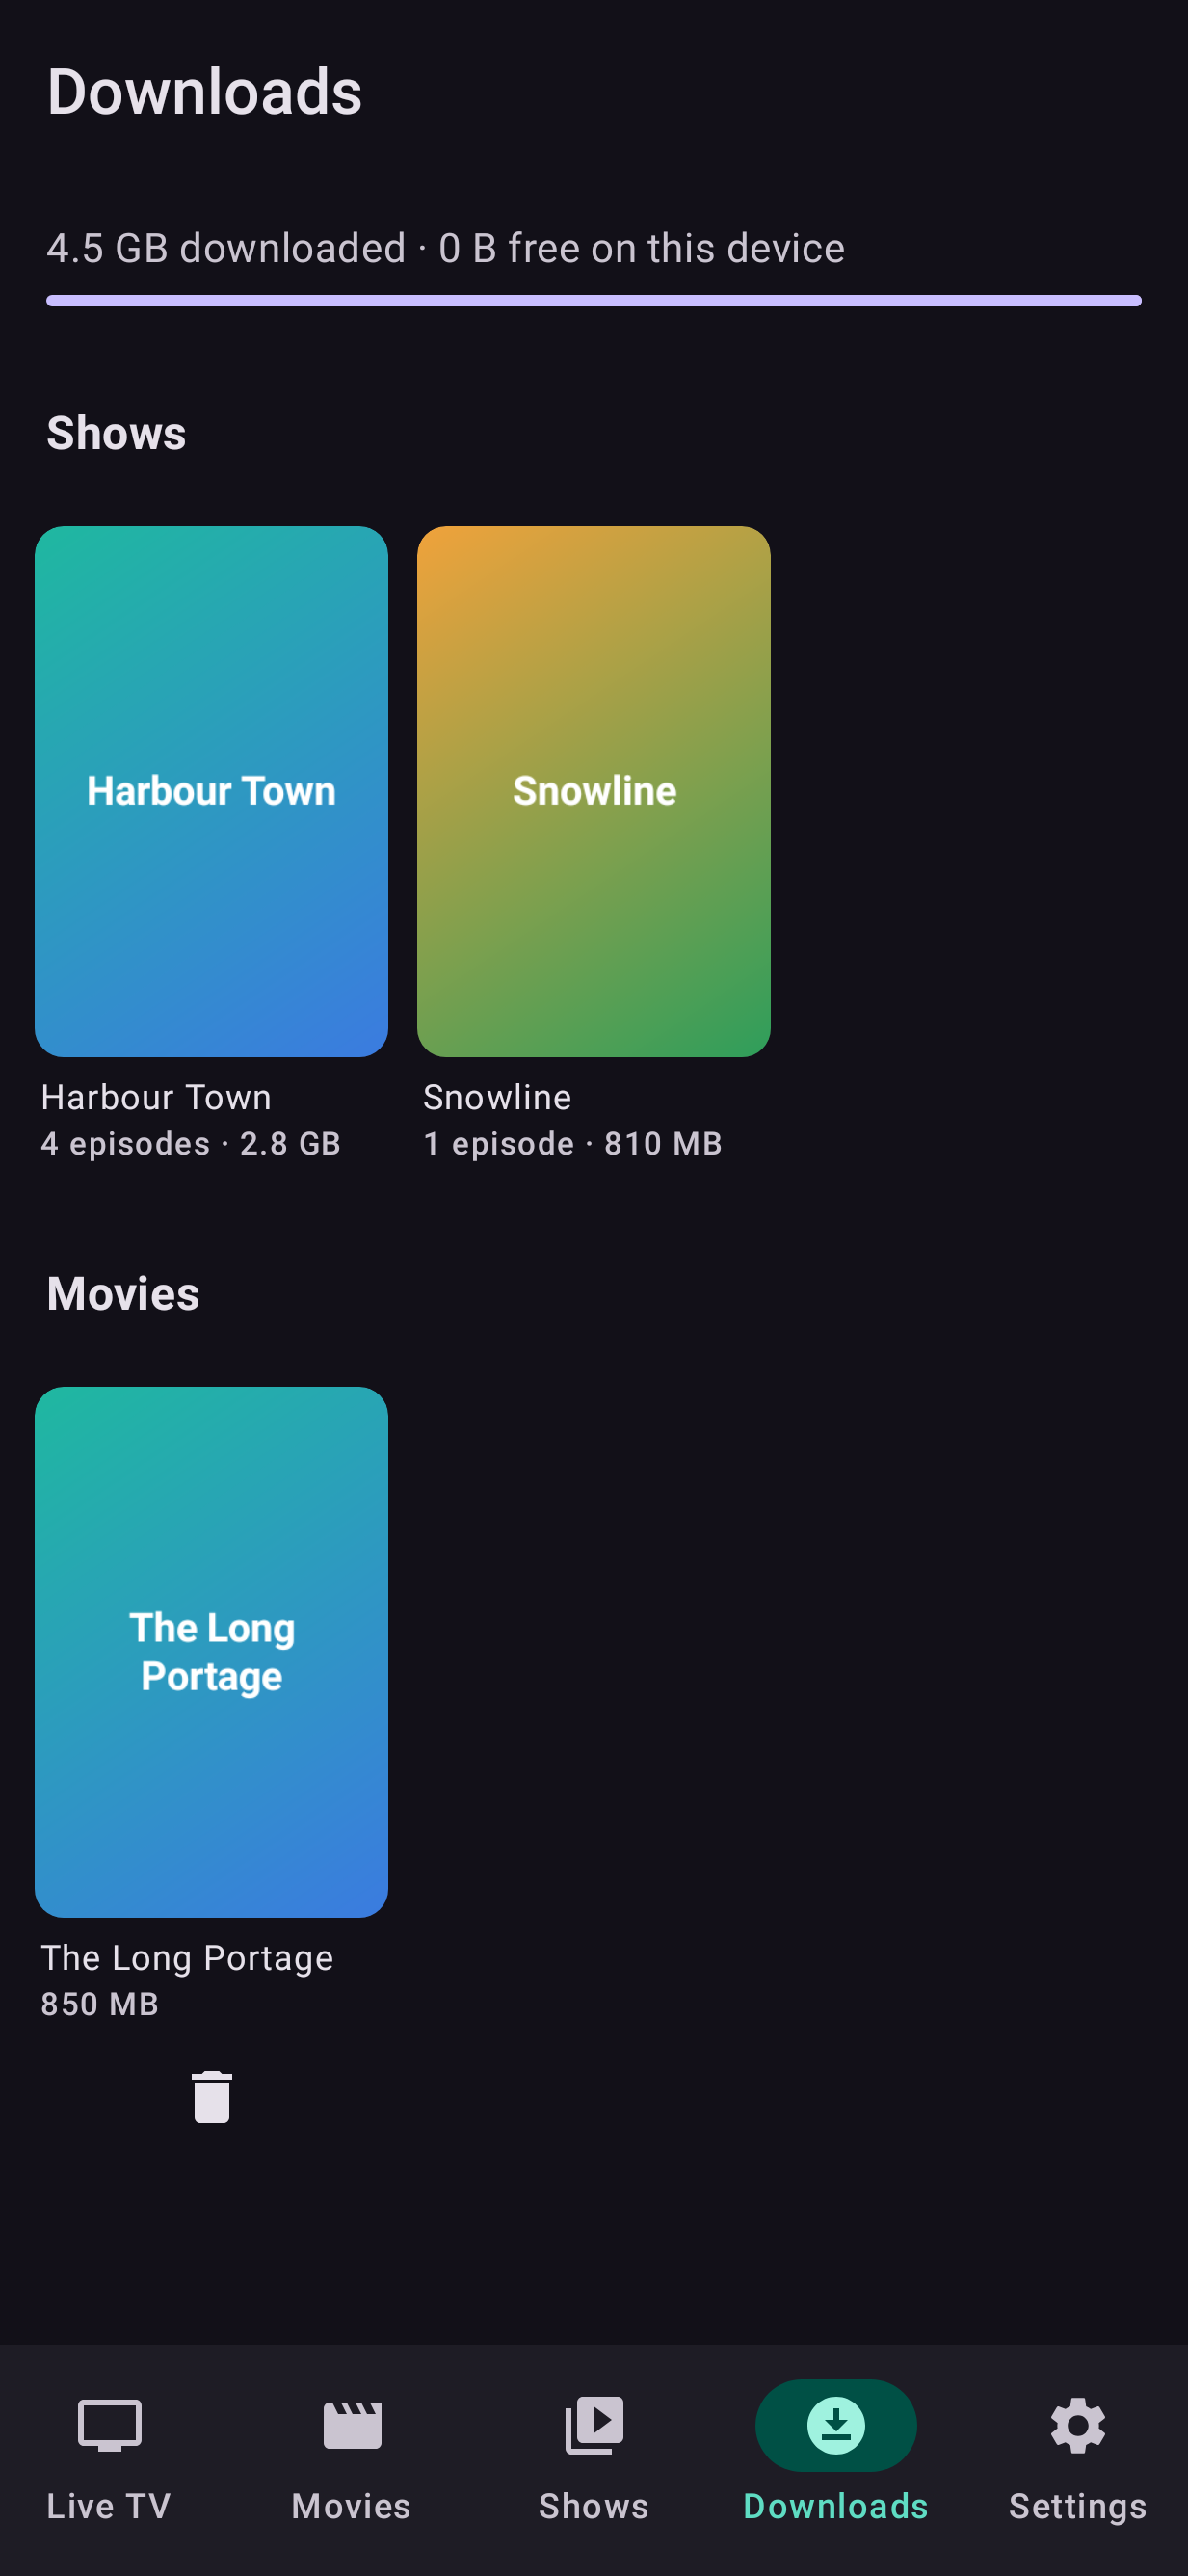 Downloads
4.5 GB downloaded · 0 B free on this device
Shows
Harbour Town
Snowline
Harbour Town
4 episodes · 2.8 GB
Snowline
1 episode · 810 MB
Movies
The Long
Portage
The Long Portage
850 MB
Live TV
Movies
Shows
Downloads
Settings